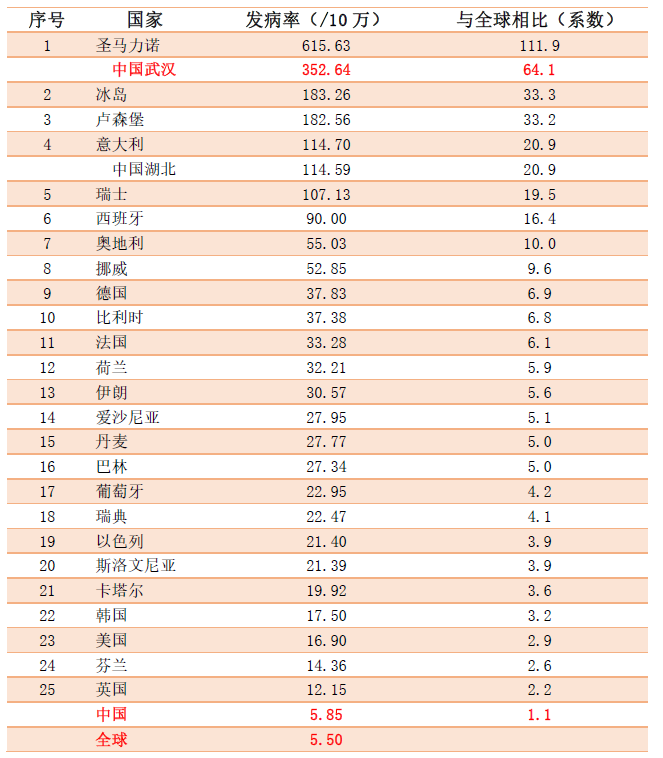 序号 国家 发病率（/10 万） 与全球相比（系数）
1 圣马力诺 615.63 111.9
中国武汉 352.64 64.1
2 冰岛 183.26 33.3
3 卢森堡 182.56 33.2
4 意大利 114.70 20.9
中国湖北 114.59 20.9
5 瑞士 107.13 19.5
6 西班牙 90.00 16.4
7 奥地利 55.03 10.0
8 挪威 52.85 9.6
9 德国 37.83 6.9
10 比利时 37.38 6.8
11 法国 33.28 6.1
12 荷兰 32.21 5.9
13 伊朗 30.57 5.6
14 爱沙尼亚 27.95 5.1
15 丹麦 27.77 5.0
16 巴林 27.34 5.0
17 葡萄牙 22.95 4.2
18 瑞典 22.47 4.1
19 以色列 21.40 3.9
20 斯洛文尼亚 21.39 3.9
21 卡塔尔 19.92 3.6
22 韩国 17.50 3.2
23 美国 16.90 2.9
24 芬兰 14.36 2.6
25 英国 12.15 2.2
中国 5.85 1.1
全球 5.50